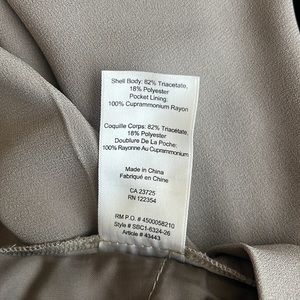 Shell Body: 82% Triacetate,
18% Polyester
Pocket Lining:
100% Cuprammonium Rayon
Coquille Corps: 82% Triacétate,
18% Polyester
Doublure De La Poche:
100% Rayonne Au Cuprammonium
Made in China
Fabriqué en Chine
CA 23725
RN 122354
RM P.O. # 4500058210
Style # SBC1-6324-26
Article # 43443